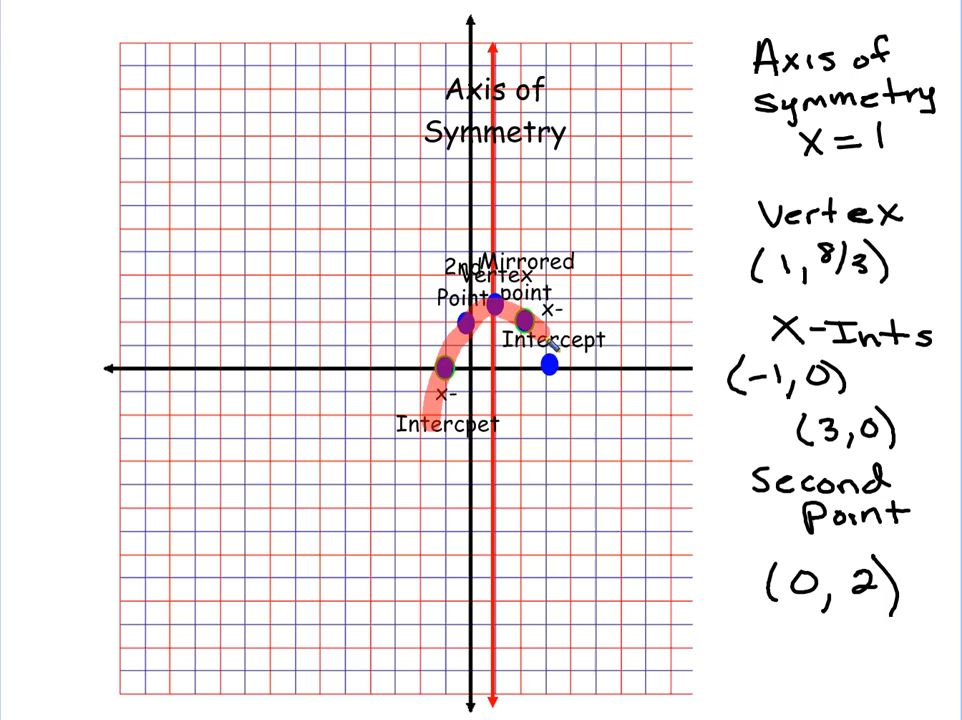 Axis of
Symmetry
2nd
Point
Vertex
Mirrored
point
x-
Intercept
x-
Intercpet
Axis of
symmetry
x = 1
Vertex
(1, 8/3)
X-Ints
(-1, 0)
(3, 0)
Second
Point
(0, 2)